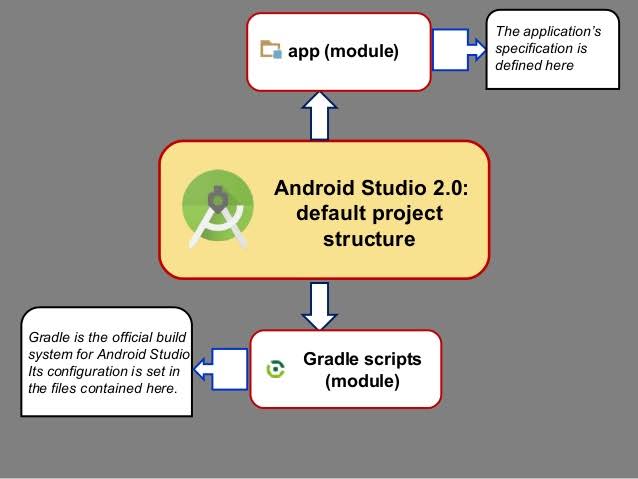 app (module)
The application's
specification is
defined here
Android Studio 2.0:
default project
structure
Gradle is the official build
system for Android Studio
Its configuration is set in
the files contained here.
Gradle scripts
(module)